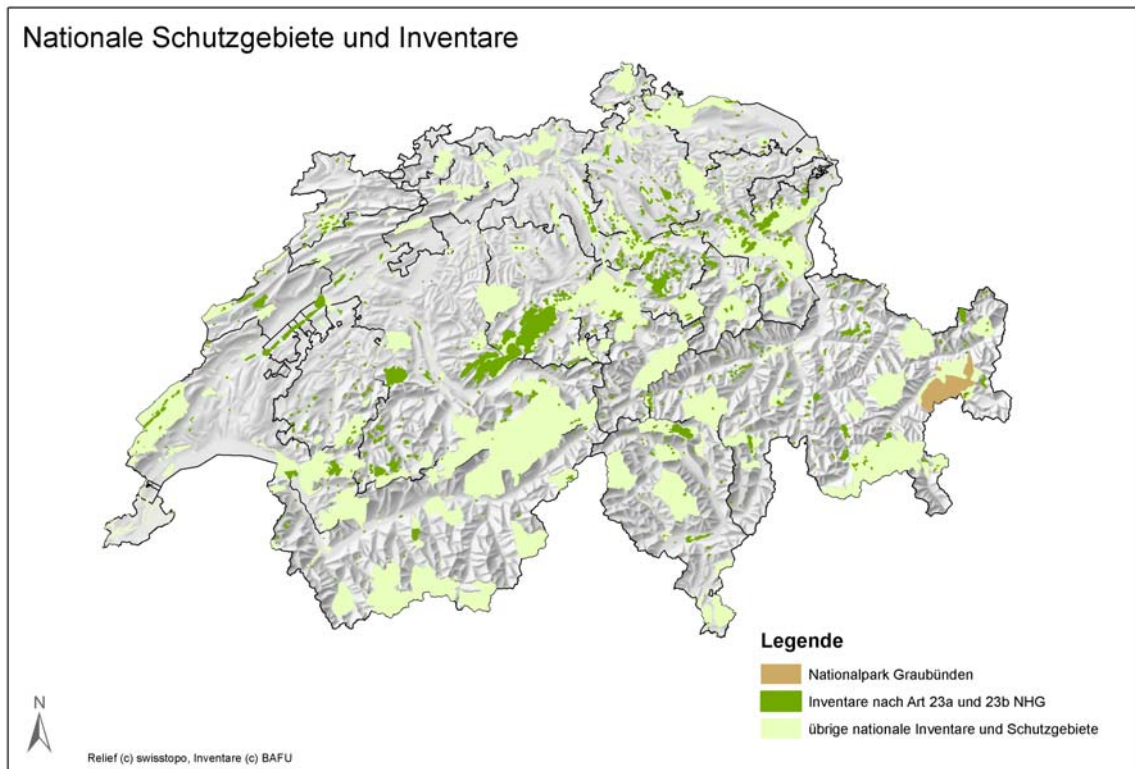 Nationale Schutzgebiete und Inventare
Legende
Nationalpark Graubünden
Inventare nach Art 23a und 23b NHG
übrige nationale Inventare und Schutzgebiete
N
Relief (c) swisstopo, Inventare (c) BAFU